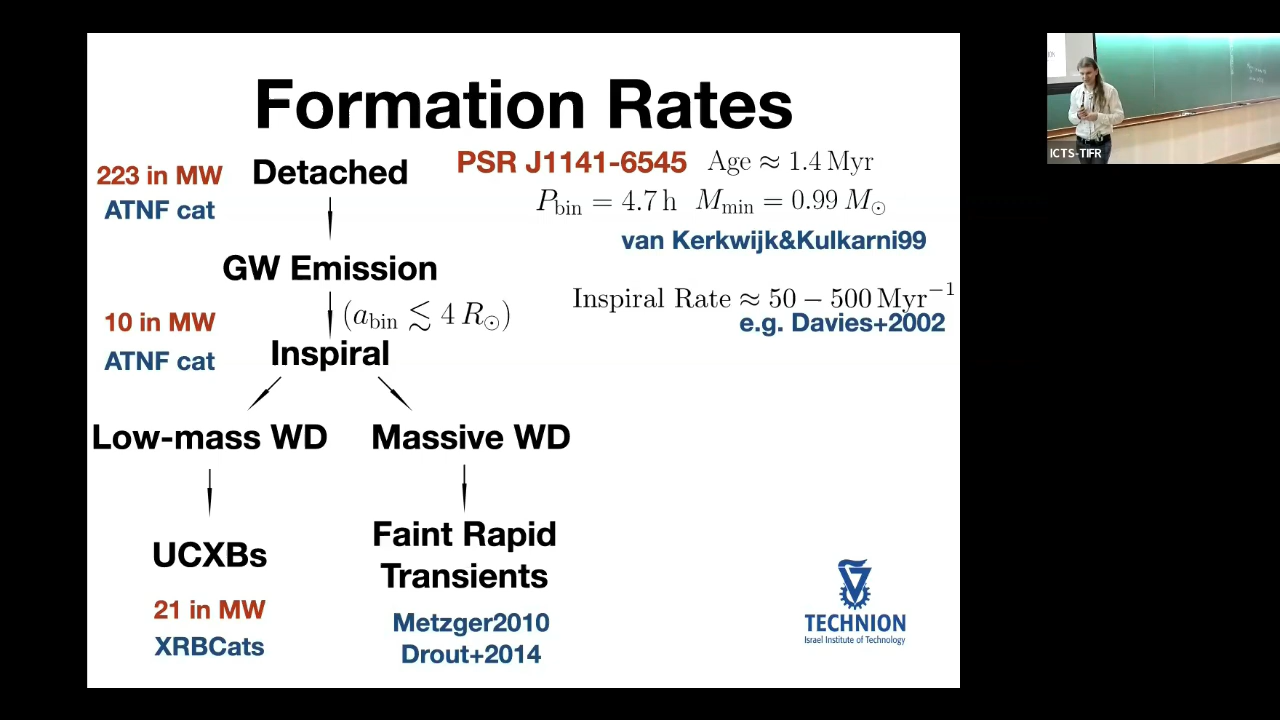 Formation Rates
223 in MW
ATNF cat
Detached
PSR J1141-6545 Age ≈ 1.4 Myr
P_bin = 4.7 h M_min = 0.99 M_⊙
van Kerkwijk&Kulkarni99
GW Emission
(a_bin ≲ 4 R_⊙)
Inspiral Rate ≈ 50 − 500 Myr⁻¹
e.g. Davies+2002
10 in MW
ATNF cat
Inspiral
Low-mass WD
Massive WD
UCXBs
21 in MW
XRBCats
Faint Rapid
Transients
Metzger2010
Drout+2014
TECHNION
Israel Institute of Technology
ICTS-TIFR